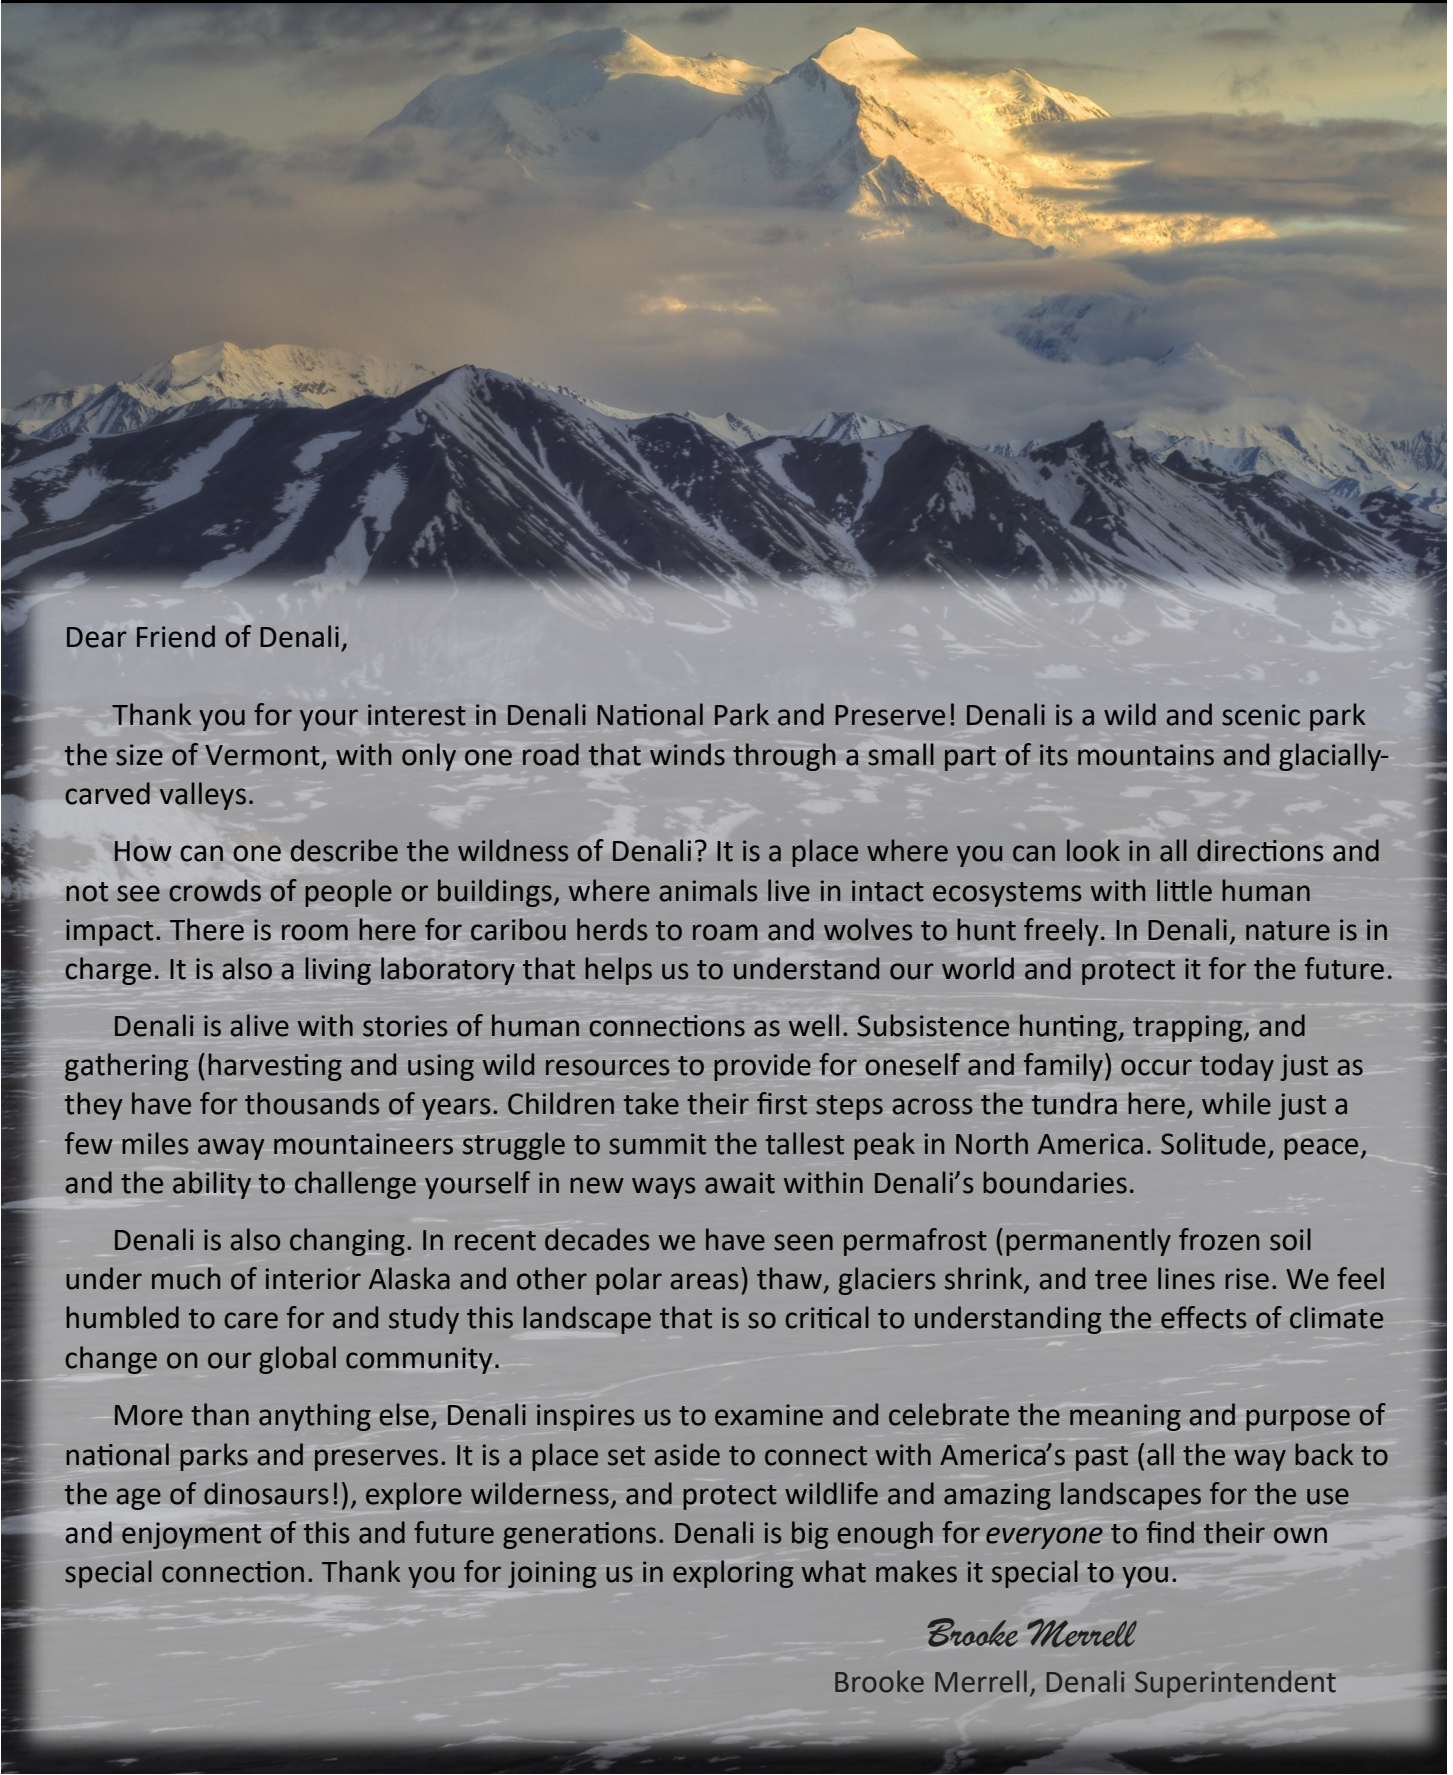 Dear Friend of Denali,
Thank you for your interest in Denali National Park and Preserve! Denali is a wild and scenic park
the size of Vermont, with only one road that winds through a small part of its mountains and glacially-
carved valleys.
How can one describe the wildness of Denali? It is a place where you can look in all directions and
not see crowds of people or buildings, where animals live in intact ecosystems with little human
impact. There is room here for caribou herds to roam and wolves to hunt freely. In Denali, nature is in
charge. It is also a living laboratory that helps us to understand our world and protect it for the future.
Denali is alive with stories of human connections as well. Subsistence hunting, trapping, and
gathering (harvesting and using wild resources to provide for oneself and family) occur today just as
they have for thousands of years. Children take their first steps across the tundra here, while just a
few miles away mountaineers struggle to summit the tallest peak in North America. Solitude, peace,
and the ability to challenge yourself in new ways await within Denali’s boundaries.
Denali is also changing. In recent decades we have seen permafrost (permanently frozen soil
under much of interior Alaska and other polar areas) thaw, glaciers shrink, and tree lines rise. We feel
humbled to care for and study this landscape that is so critical to understanding the effects of climate
change on our global community.
More than anything else, Denali inspires us to examine and celebrate the meaning and purpose of
national parks and preserves. It is a place set aside to connect with America’s past (all the way back to
the age of dinosaurs!), explore wilderness, and protect wildlife and amazing landscapes for the use
and enjoyment of this and future generations. Denali is big enough for everyone to find their own
special connection. Thank you for joining us in exploring what makes it special to you.
Brooke Merrell
Brooke Merrell, Denali Superintendent